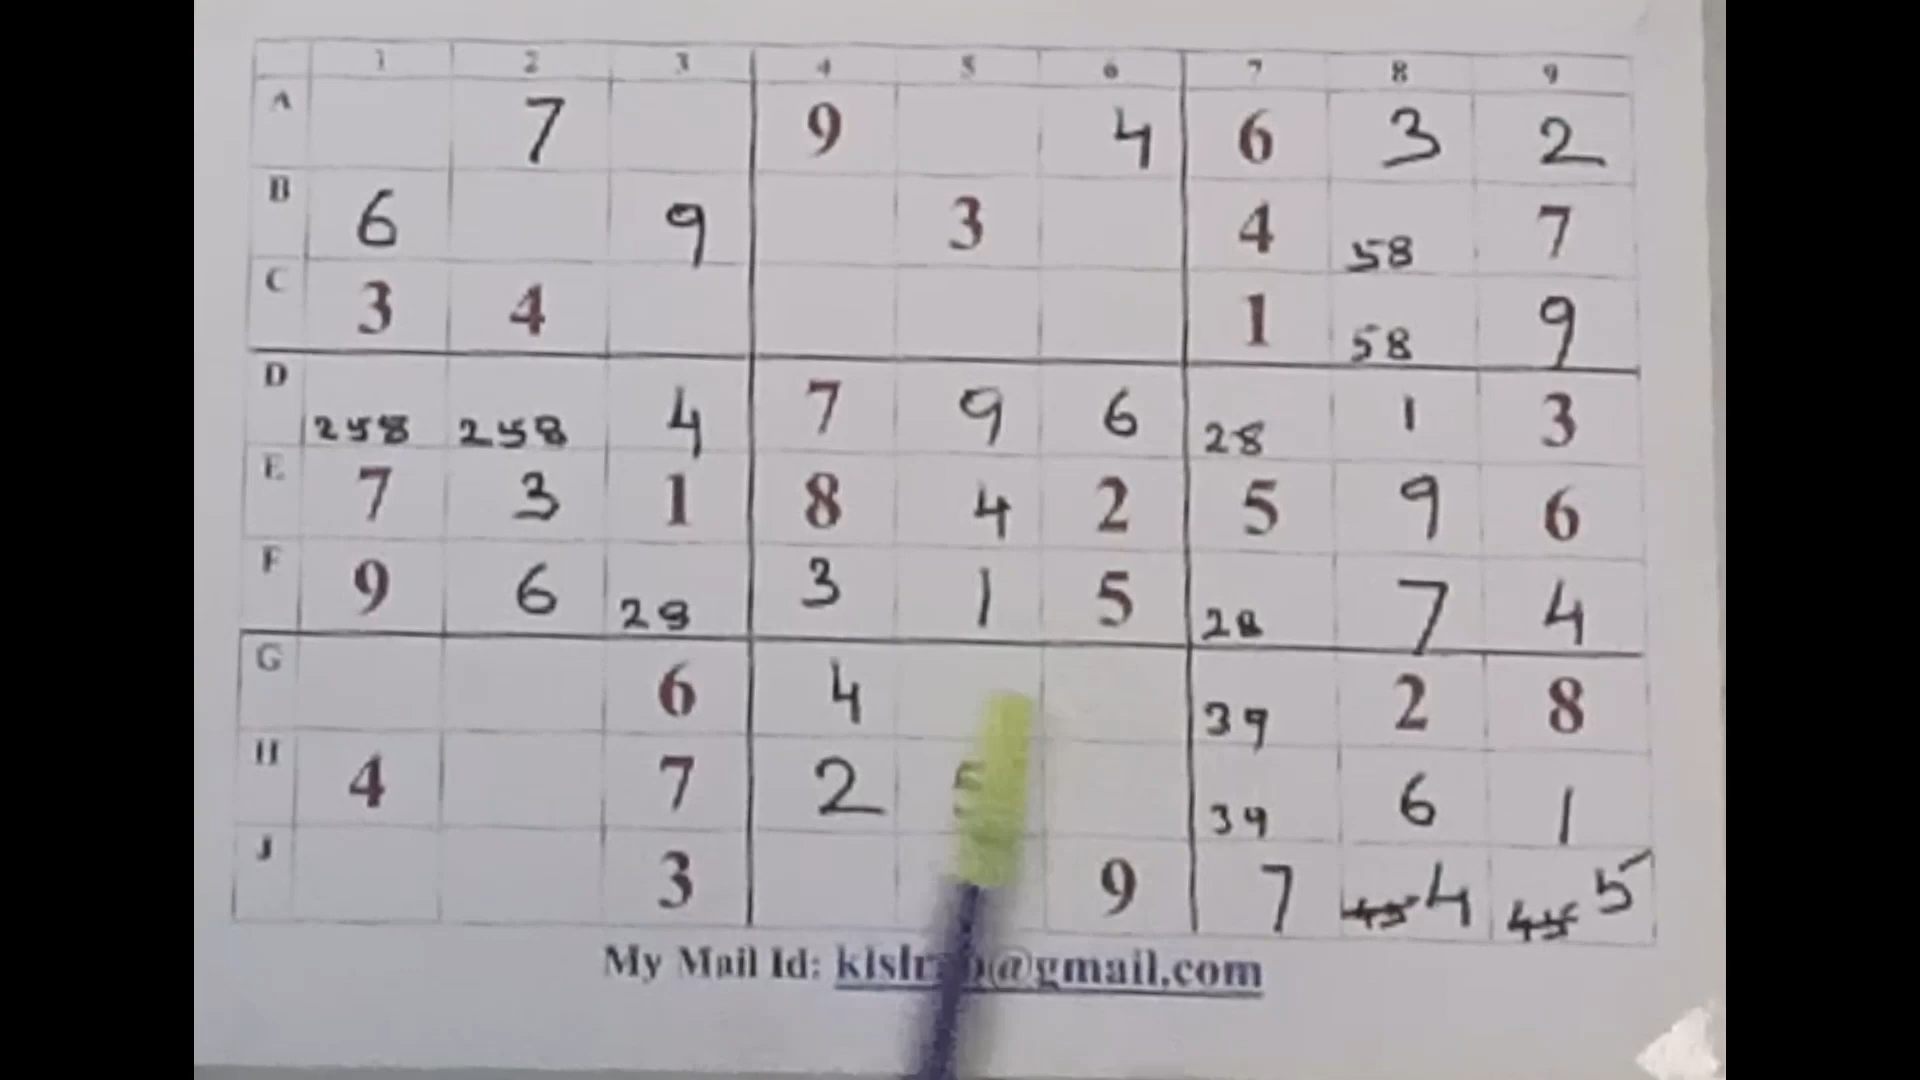 1 2 3 4 5 6 7 8 9
A 7 9 4 6 3 2
B 6 9 3 4 58 7
C 3 4 1 58 9
D 258 258 4 7 9 6 28 1 3
E 7 3 1 8 4 2 5 9 6
F 9 6 28 3 1 5 28 7 4
G 6 4 39 2 8
H 4 7 2 39 6 1
J 3 9 7 45 4 45 5
My Mail Id: